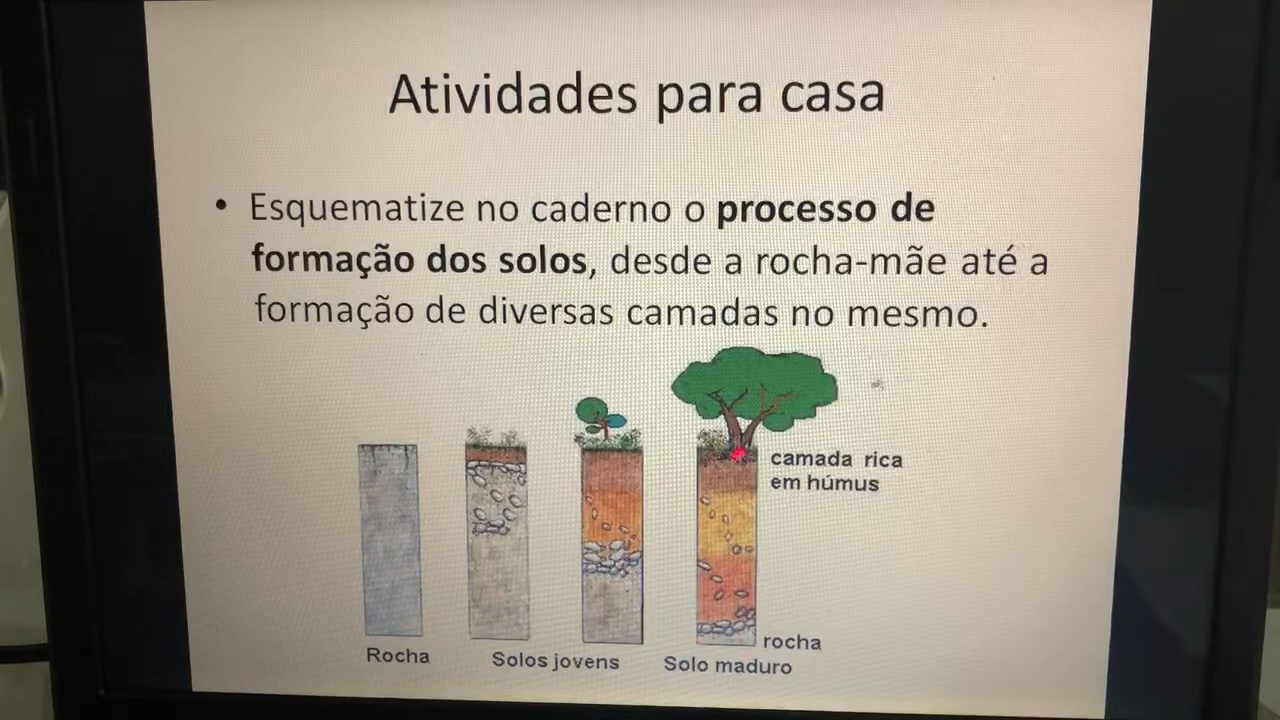 Atividades para casa
• Esquematize no caderno o processo de
formação dos solos, desde a rocha-mãe até a
formação de diversas camadas no mesmo.
camada rica
em húmus
rocha
Rocha
Solos jovens
Solo maduro